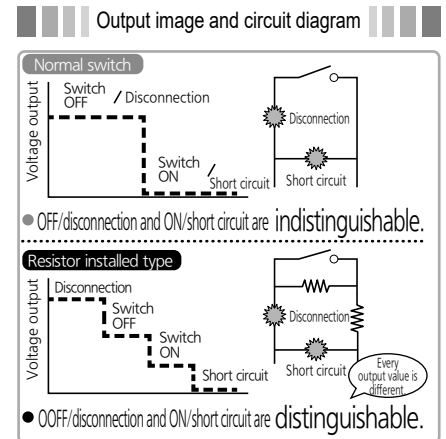 Output image and circuit diagram
Normal switch
Voltage output
Switch
OFF
/ Disconnection
Switch
ON
/
Short circuit
Disconnection
Short circuit
● OFF/disconnection and ON/short circuit are indistinguishable.
Resistor installed type
Voltage output
Disconnection
Switch
OFF
Switch
ON
Short circuit
Disconnection
Short circuit
Every
output value is
different.
● OOFF/disconnection and ON/short circuit are distinguishable.